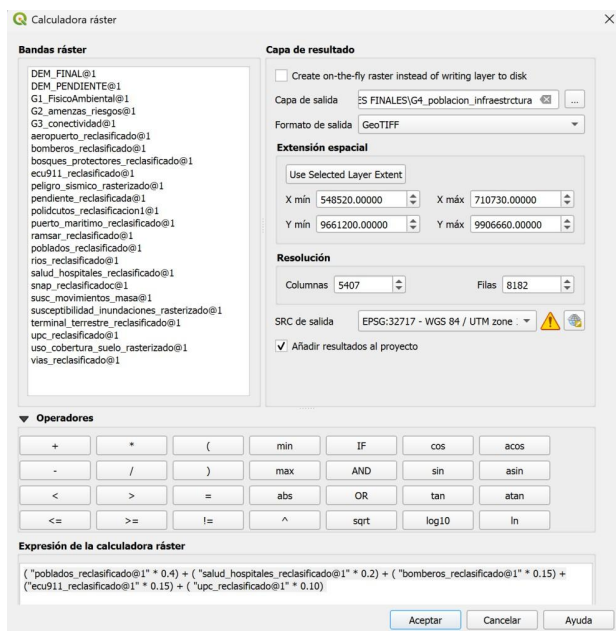 Calculadora ráster
Bandas ráster
DEM_FINAL@1
DEM_PENDIENTE@1
G1_FisicoAmbiental@1
G2_amenzas_riesgos@1
G3_conectividad@1
aeropuerto_reclasificado@1
bomberos_reclasificado@1
bosques_protectores_reclasificado@1
ecu911_reclasificado@1
peligro_sismico_rasterizado@1
pendiente_reclasificada@1
polidcutos_reclasificacion1@1
puerto_maritimo_reclasificado@1
ramsar_reclasificado@1
poblados_reclasificado@1
rios_reclasificado@1
salud_hospitales_reclasificado@1
snap_reclasificadoc@1
susc_movimientos_masa@1
susceptibilidad_inundaciones_rasterizado@1
terminal_terrestre_reclasificado@1
upc_reclasificado@1
uso_cobertura_suelo_rasterizado@1
vias_reclasificado@1
Capa de resultado
Create on-the-fly raster instead of writing layer to disk
Capa de salida ES FINALES\G4_poblacion_infraestrctura ...
Formato de salida GeoTIFF
Extensión espacial
Use Selected Layer Extent
X mín 548520.00000 X máx 710730.00000
Y mín 9661200.00000 Y máx 9906660.00000
Resolución
Columnas 5407 Filas 8182
SRC de salida EPSG:32717 - WGS 84 / UTM zone
Añadir resultados al proyecto
Operadores
+ * ( min IF cos acos
- / ) max AND sin asin
< > = abs OR tan atan
<= >= != ^ sqrt log10 ln
Expresión de la calculadora ráster
( "poblados_reclasificado@1" * 0.4) + ( "salud_hospitales_reclasificado@1" * 0.2) + ( "bomberos_reclasificado@1" * 0.15) +
("ecu911_reclasificado@1" * 0.15) + ( "upc_reclasificado@1" * 0.10)
Aceptar Cancelar Ayuda